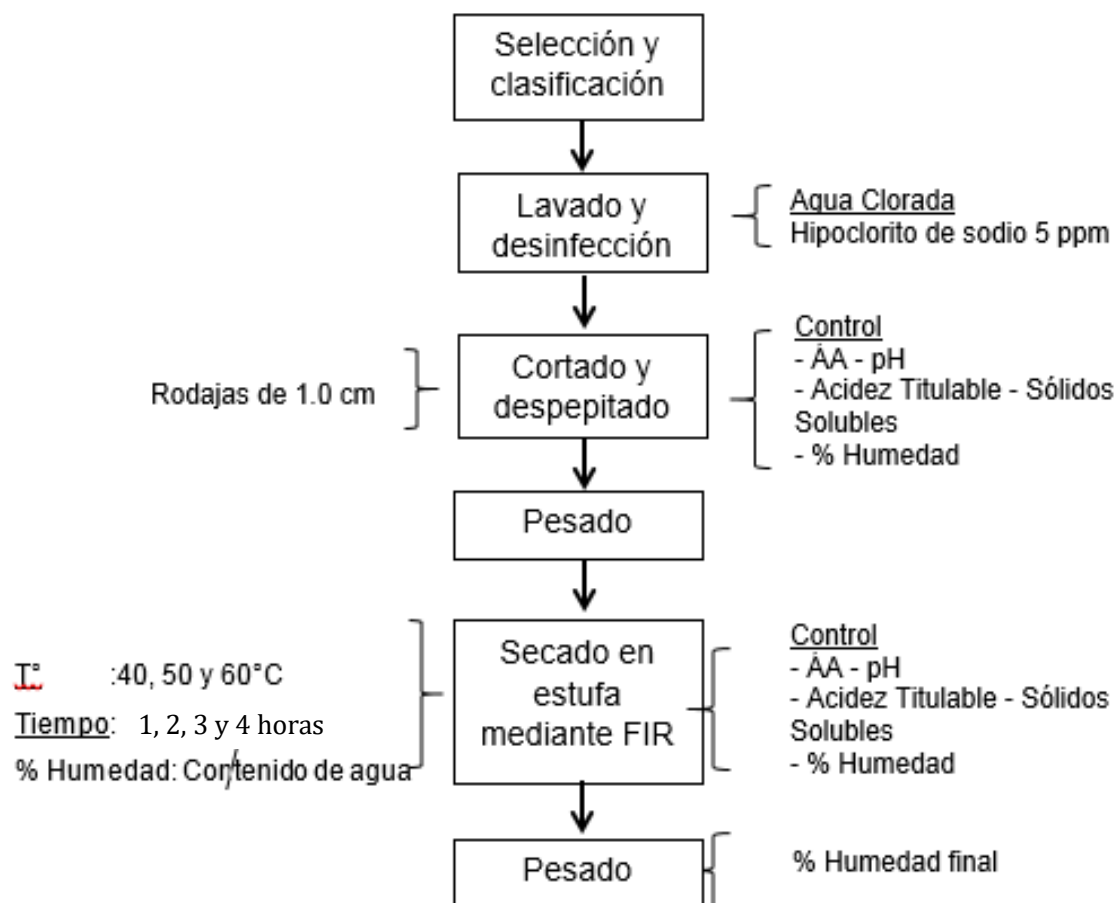 Selección y
clasificación
Lavado y
desinfección
Agua Clorada
Hipoclorito de sodio 5 ppm
Rodajas de 1.0 cm
Cortado y
despepitado
Control
- ÁA - pH
- Acidez Titulable - Sólidos
Solubles
- % Humedad
Pesado
T° :40, 50 y 60°C
Tiempo: 1, 2, 3 y 4 horas
% Humedad: Contenido de agua
Secado en
estufa
mediante FIR
Control
- ÁA - pH
- Acidez Titulable - Sólidos
Solubles
- % Humedad
Pesado
% Humedad final